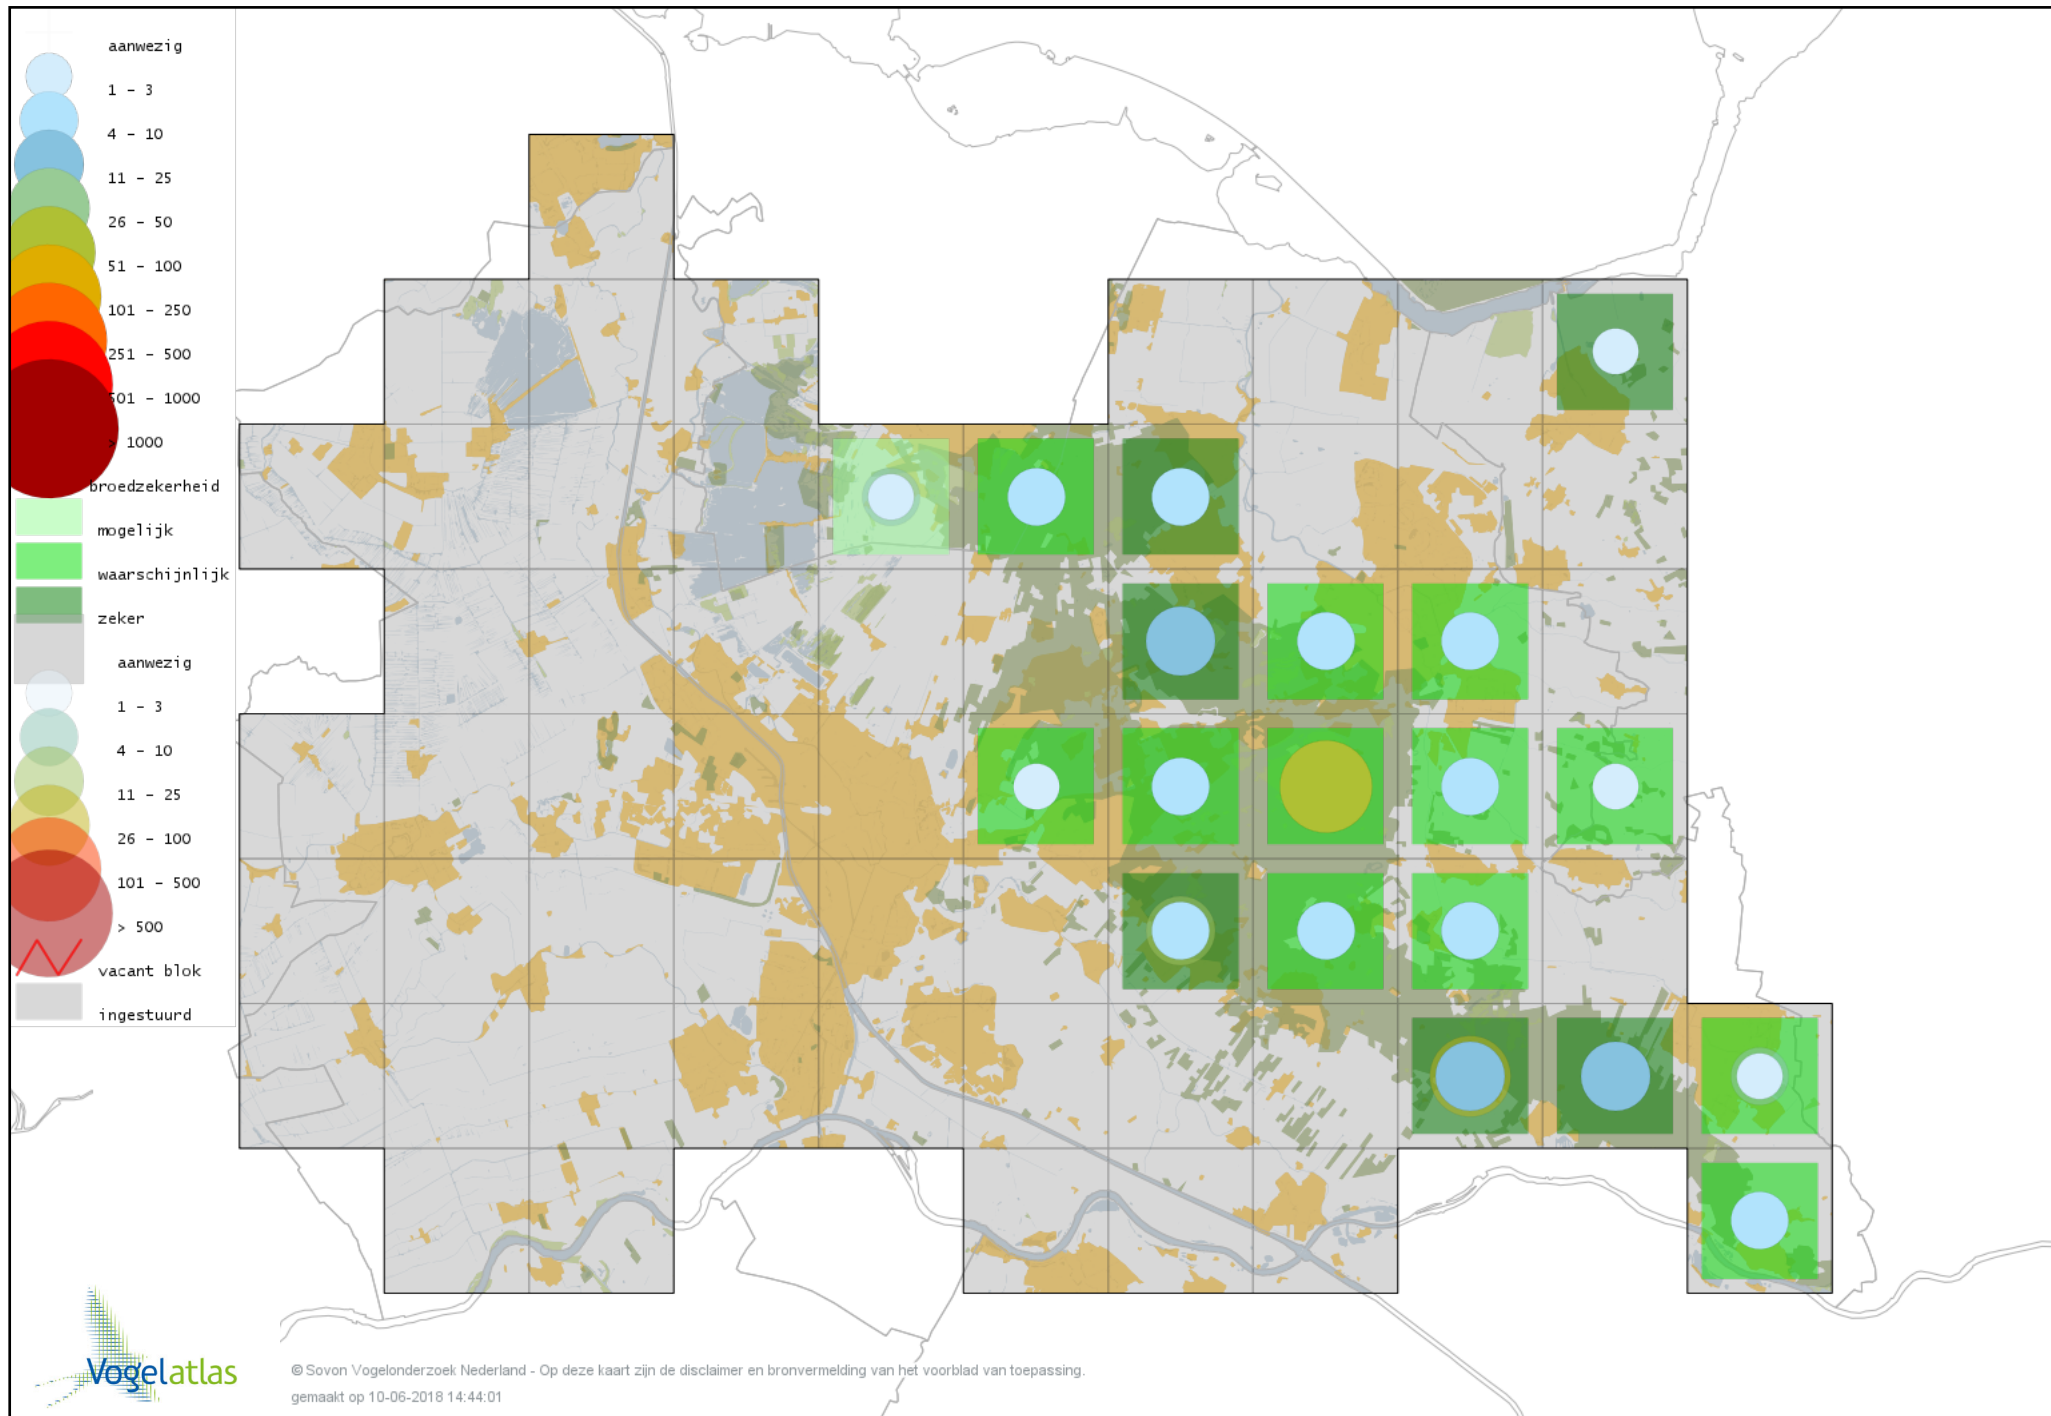 aanwezig
1 - 3
4 - 10
11 - 25
26 - 50
51 - 100
101 - 250
251 - 500
501 - 1000
> 1000
broedzekerheid
mogelijk
waarschijnlijk
zeker
aanwezig
1 - 3
4 - 10
11 - 25
26 - 100
101 - 500
> 500
vacant blok
ingestuurd
Vogelatlas
© Sovon Vogelonderzoek Nederland - Op deze kaart zijn de disclaimer en bronvermelding van het voorblad van toepassing.
gemaakt op 10-06-2018 14:44:01